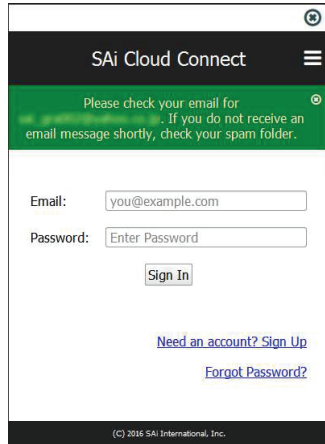 SAi Cloud Connect
Please check your email for
. If you do not receive an
email message shortly, check your spam folder.
Email:
you@example.com
Password:
Enter Password
Sign In
Need an account? Sign Up
Forgot Password?
(C) 2016 SAi International, Inc.